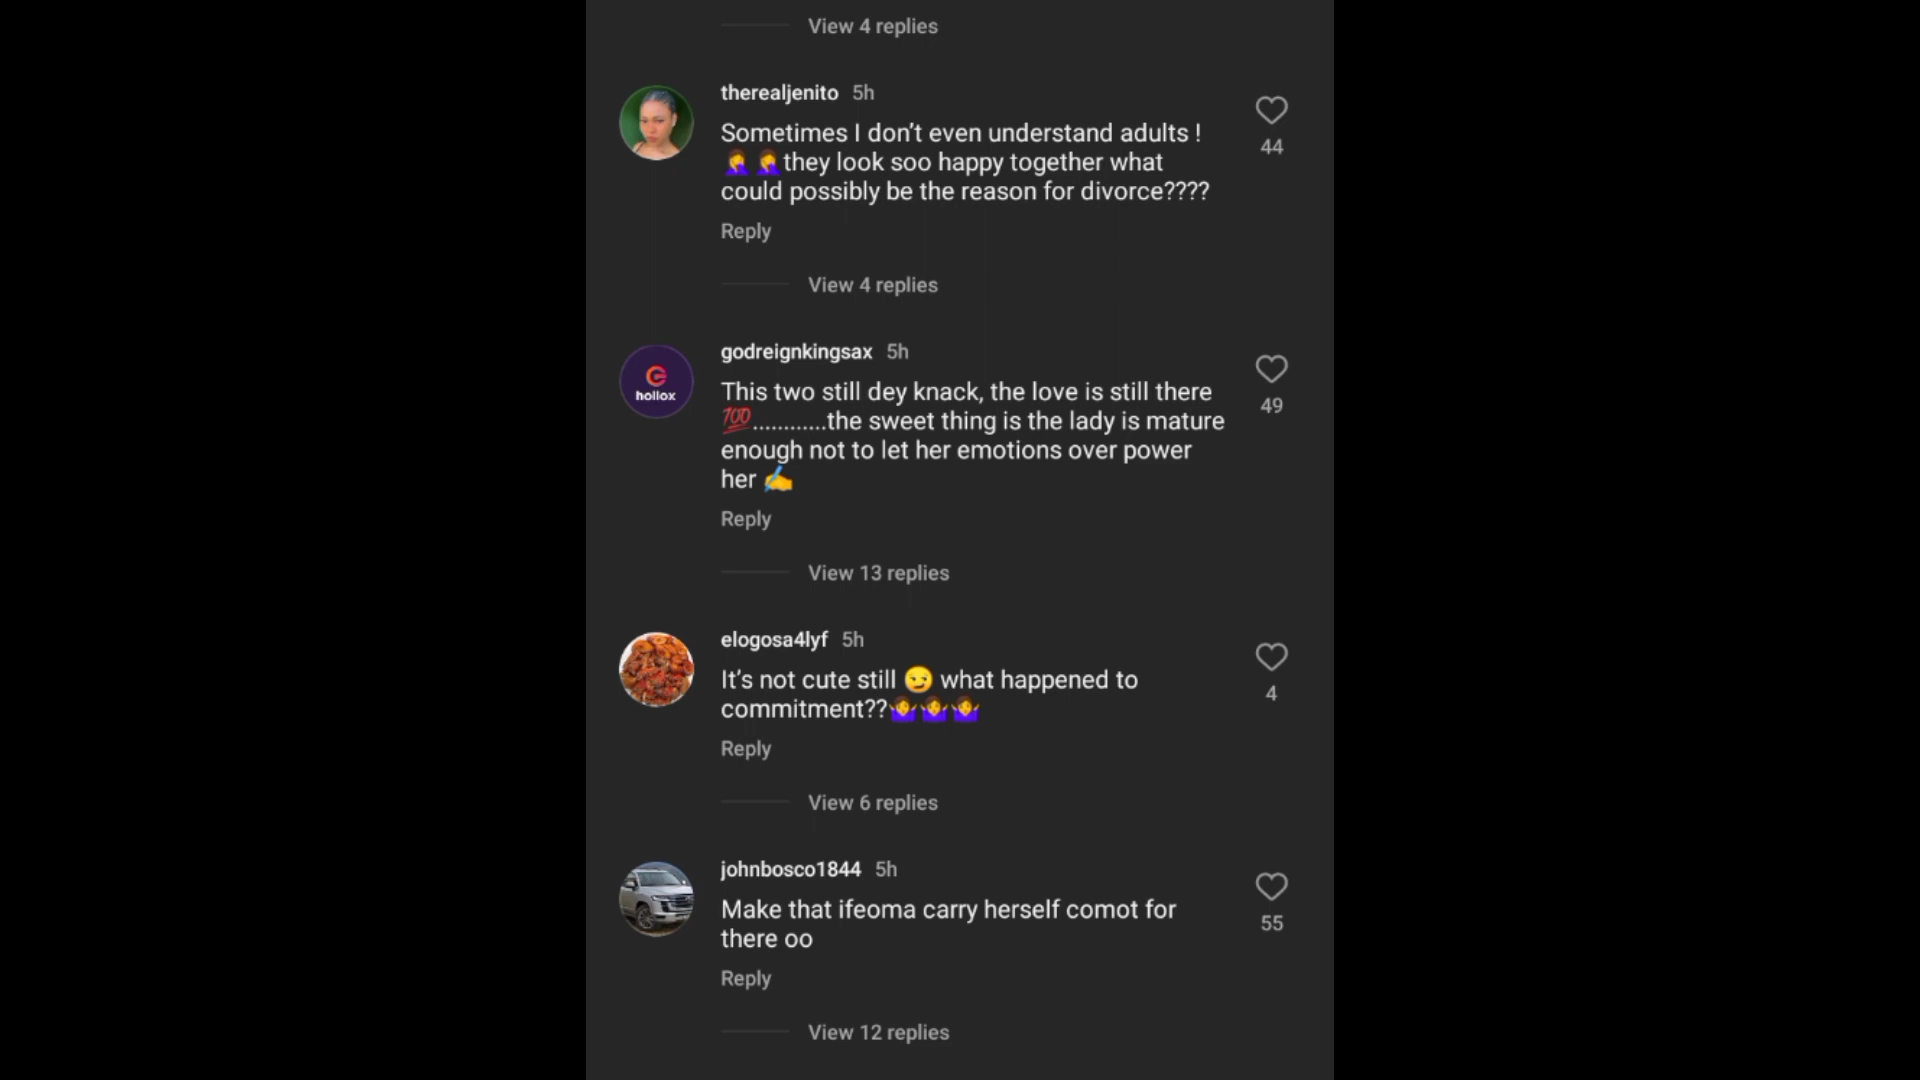 View 4 replies
therealjenito 5h
Sometimes I don’t even understand adults !
🤦‍♀️🤦‍♀️they look soo happy together what
could possibly be the reason for divorce????
44
Reply
View 4 replies
godreignkingsax 5h
This two still dey knack, the love is still there
💯............the sweet thing is the lady is mature
enough not to let her emotions over power
her ✍️
49
hollox
Reply
View 13 replies
elogosa4lyf 5h
It’s not cute still 😏 what happened to
commitment??🤷‍♀️🤷‍♀️🤷‍♀️
4
Reply
View 6 replies
johnbosco1844 5h
Make that ifeoma carry herself comot for
there oo
55
Reply
View 12 replies